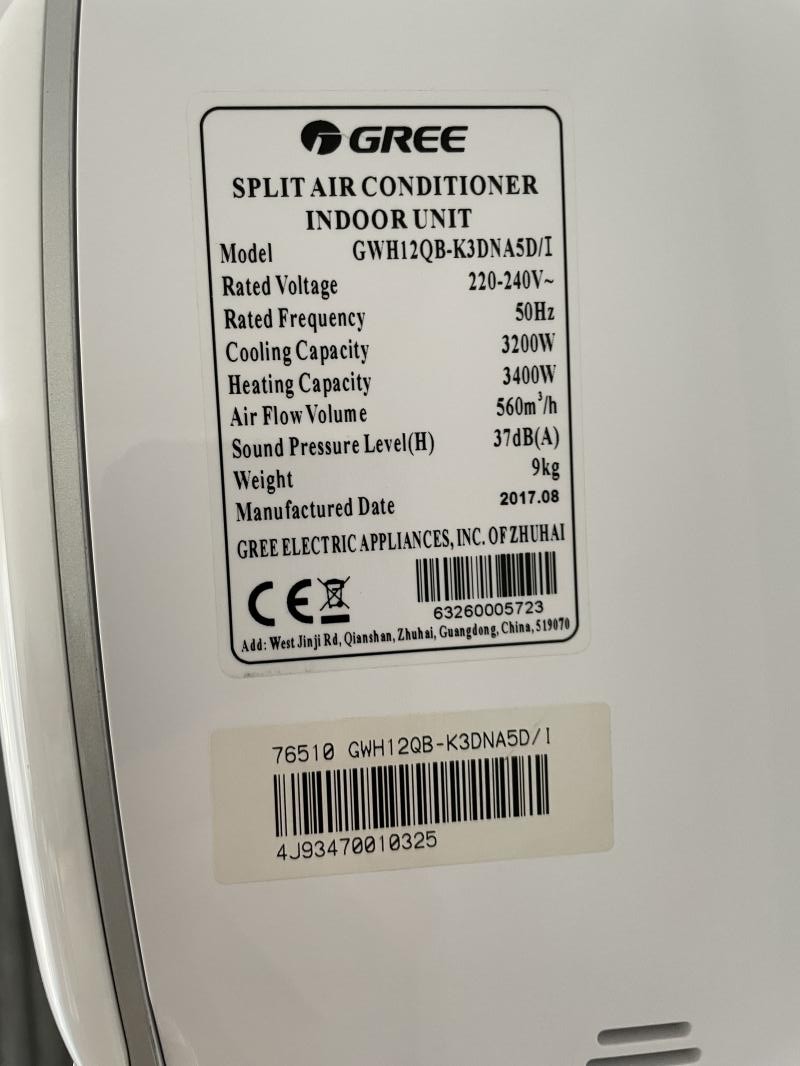 GREE
SPLIT AIR CONDITIONER
INDOOR UNIT
Model GWH12QB-K3DNA5D/I
Rated Voltage 220-240V~
Rated Frequency 50Hz
Cooling Capacity 3200W
Heating Capacity 3400W
Air Flow Volume 560m³/h
Sound Pressure Level(H) 37dB(A)
Weight 9kg
Manufactured Date 2017.08
GREE ELECTRIC APPLIANCES, INC. OF ZHUHAI
CE
63260005723
Add: West Jinji Rd, Qianshan, Zhuhai, Guangdong, China, 519070
76510 GWH12QB-K3DNA5D/I
4J93470010325